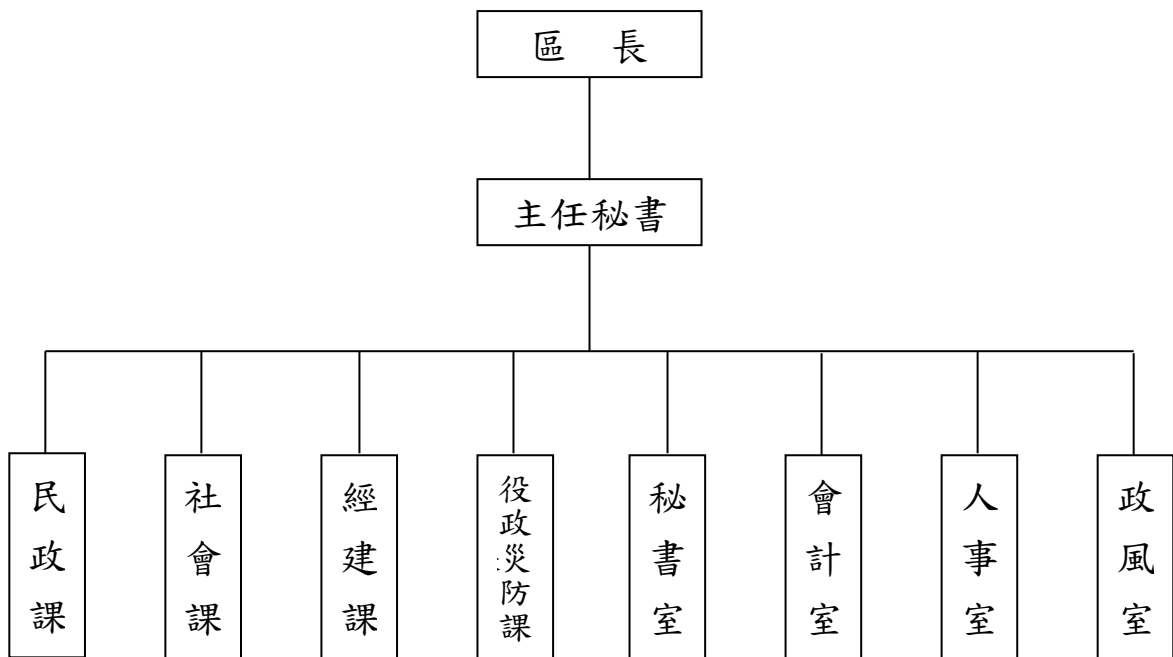 區 長
主任秘書
民政課
社會課
經建課
役政災防課
秘書室
會計室
人事室
政風室